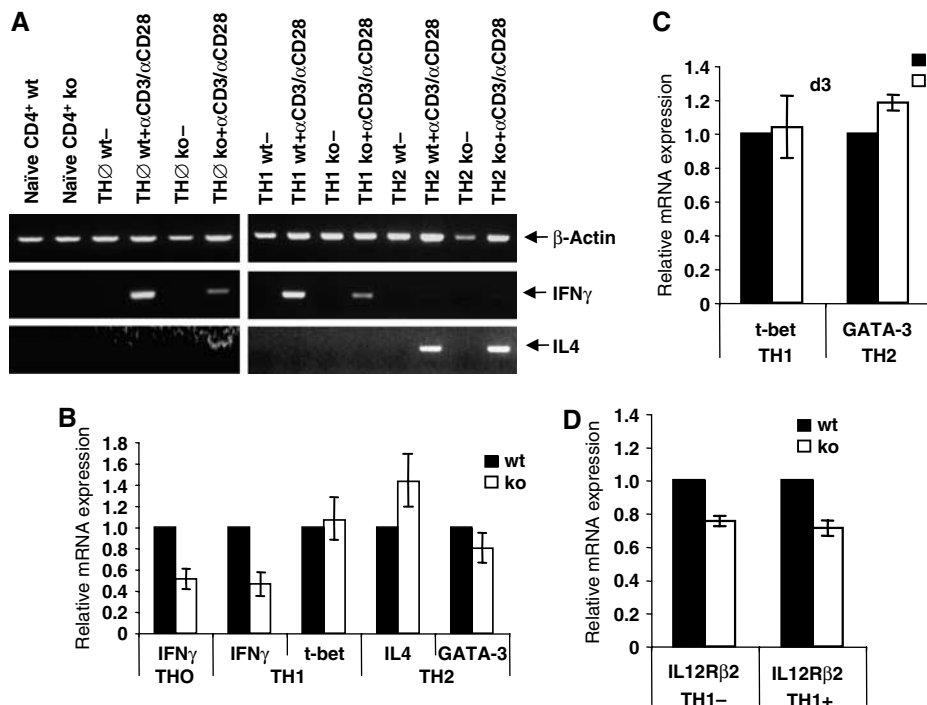 A
Naïve CD4⁺ wt
Naïve CD4⁺ ko
TH∅ wt–
TH∅ wt+αCD3/αCD28
TH∅ ko–
TH∅ ko+αCD3/αCD28
TH1 wt–
TH1 wt+αCD3/αCD28
TH1 ko–
TH1 ko+αCD3/αCD28
TH2 wt–
TH2 wt+αCD3/αCD28
TH2 ko–
TH2 ko+αCD3/αCD28
β-Actin
IFNγ
IL4
B
Relative mRNA expression
1.8
1.6
1.4
1.2
1.0
0.8
0.6
0.4
0.2
0
wt
ko
IFNγ IFNγ t-bet IL4 GATA-3
THO TH1 TH2
C
Relative mRNA expression
1.4
1.2
1.0
0.8
0.6
0.4
0.2
0
d3
t-bet GATA-3
TH1 TH2
D
Relative mRNA expression
1.4
1.2
1.0
0.8
0.6
0.4
0.2
0
wt
ko
IL12Rβ2 IL12Rβ2
TH1– TH1+